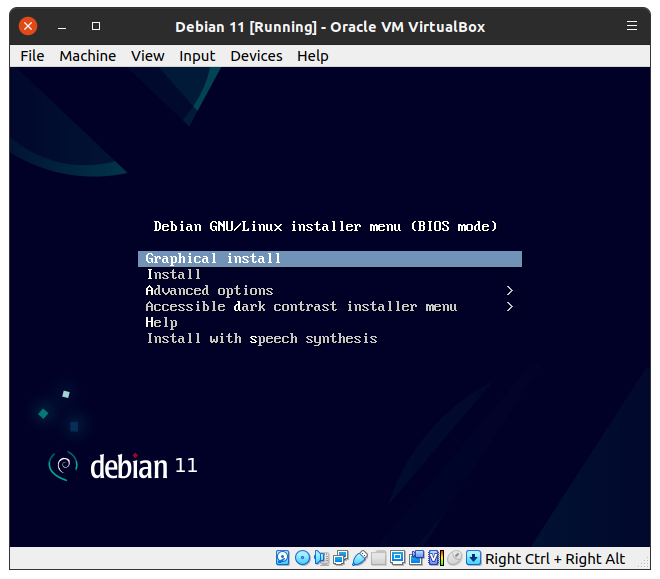 Debian 11 [Running] - Oracle VM VirtualBox
File Machine View Input Devices Help
Debian GNU/Linux installer menu (BIOS mode)
Graphical install
Install
Advanced options >
Accessible dark contrast installer menu >
Help
Install with speech synthesis
debian 11
Right Ctrl + Right Alt